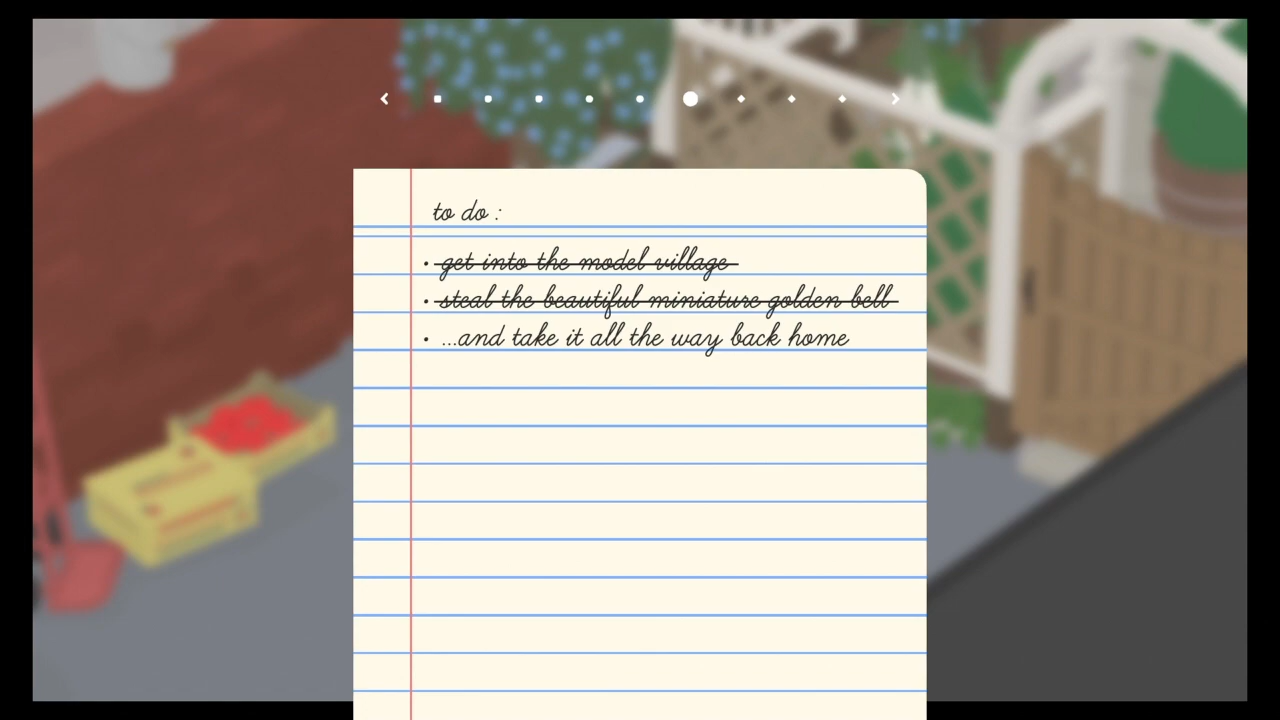 to do :
• get into the model village
• steal the beautiful miniature golden bell
• ...and take it all the way back home